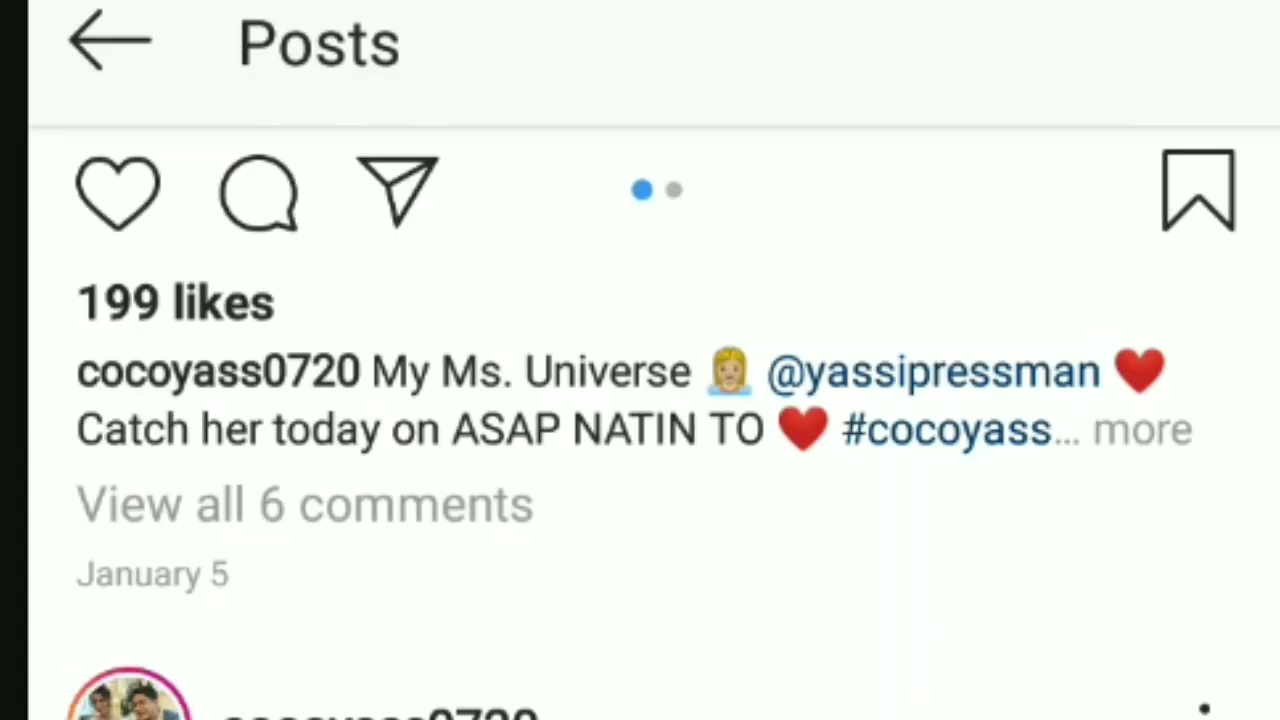 Posts
199 likes
cocoyass0720 My Ms. Universe 💆🏼‍♀️ @yassipressman ❤️
Catch her today on ASAP NATIN TO ❤️ #cocoyass... more
View all 6 comments
January 5
cocoyass0720